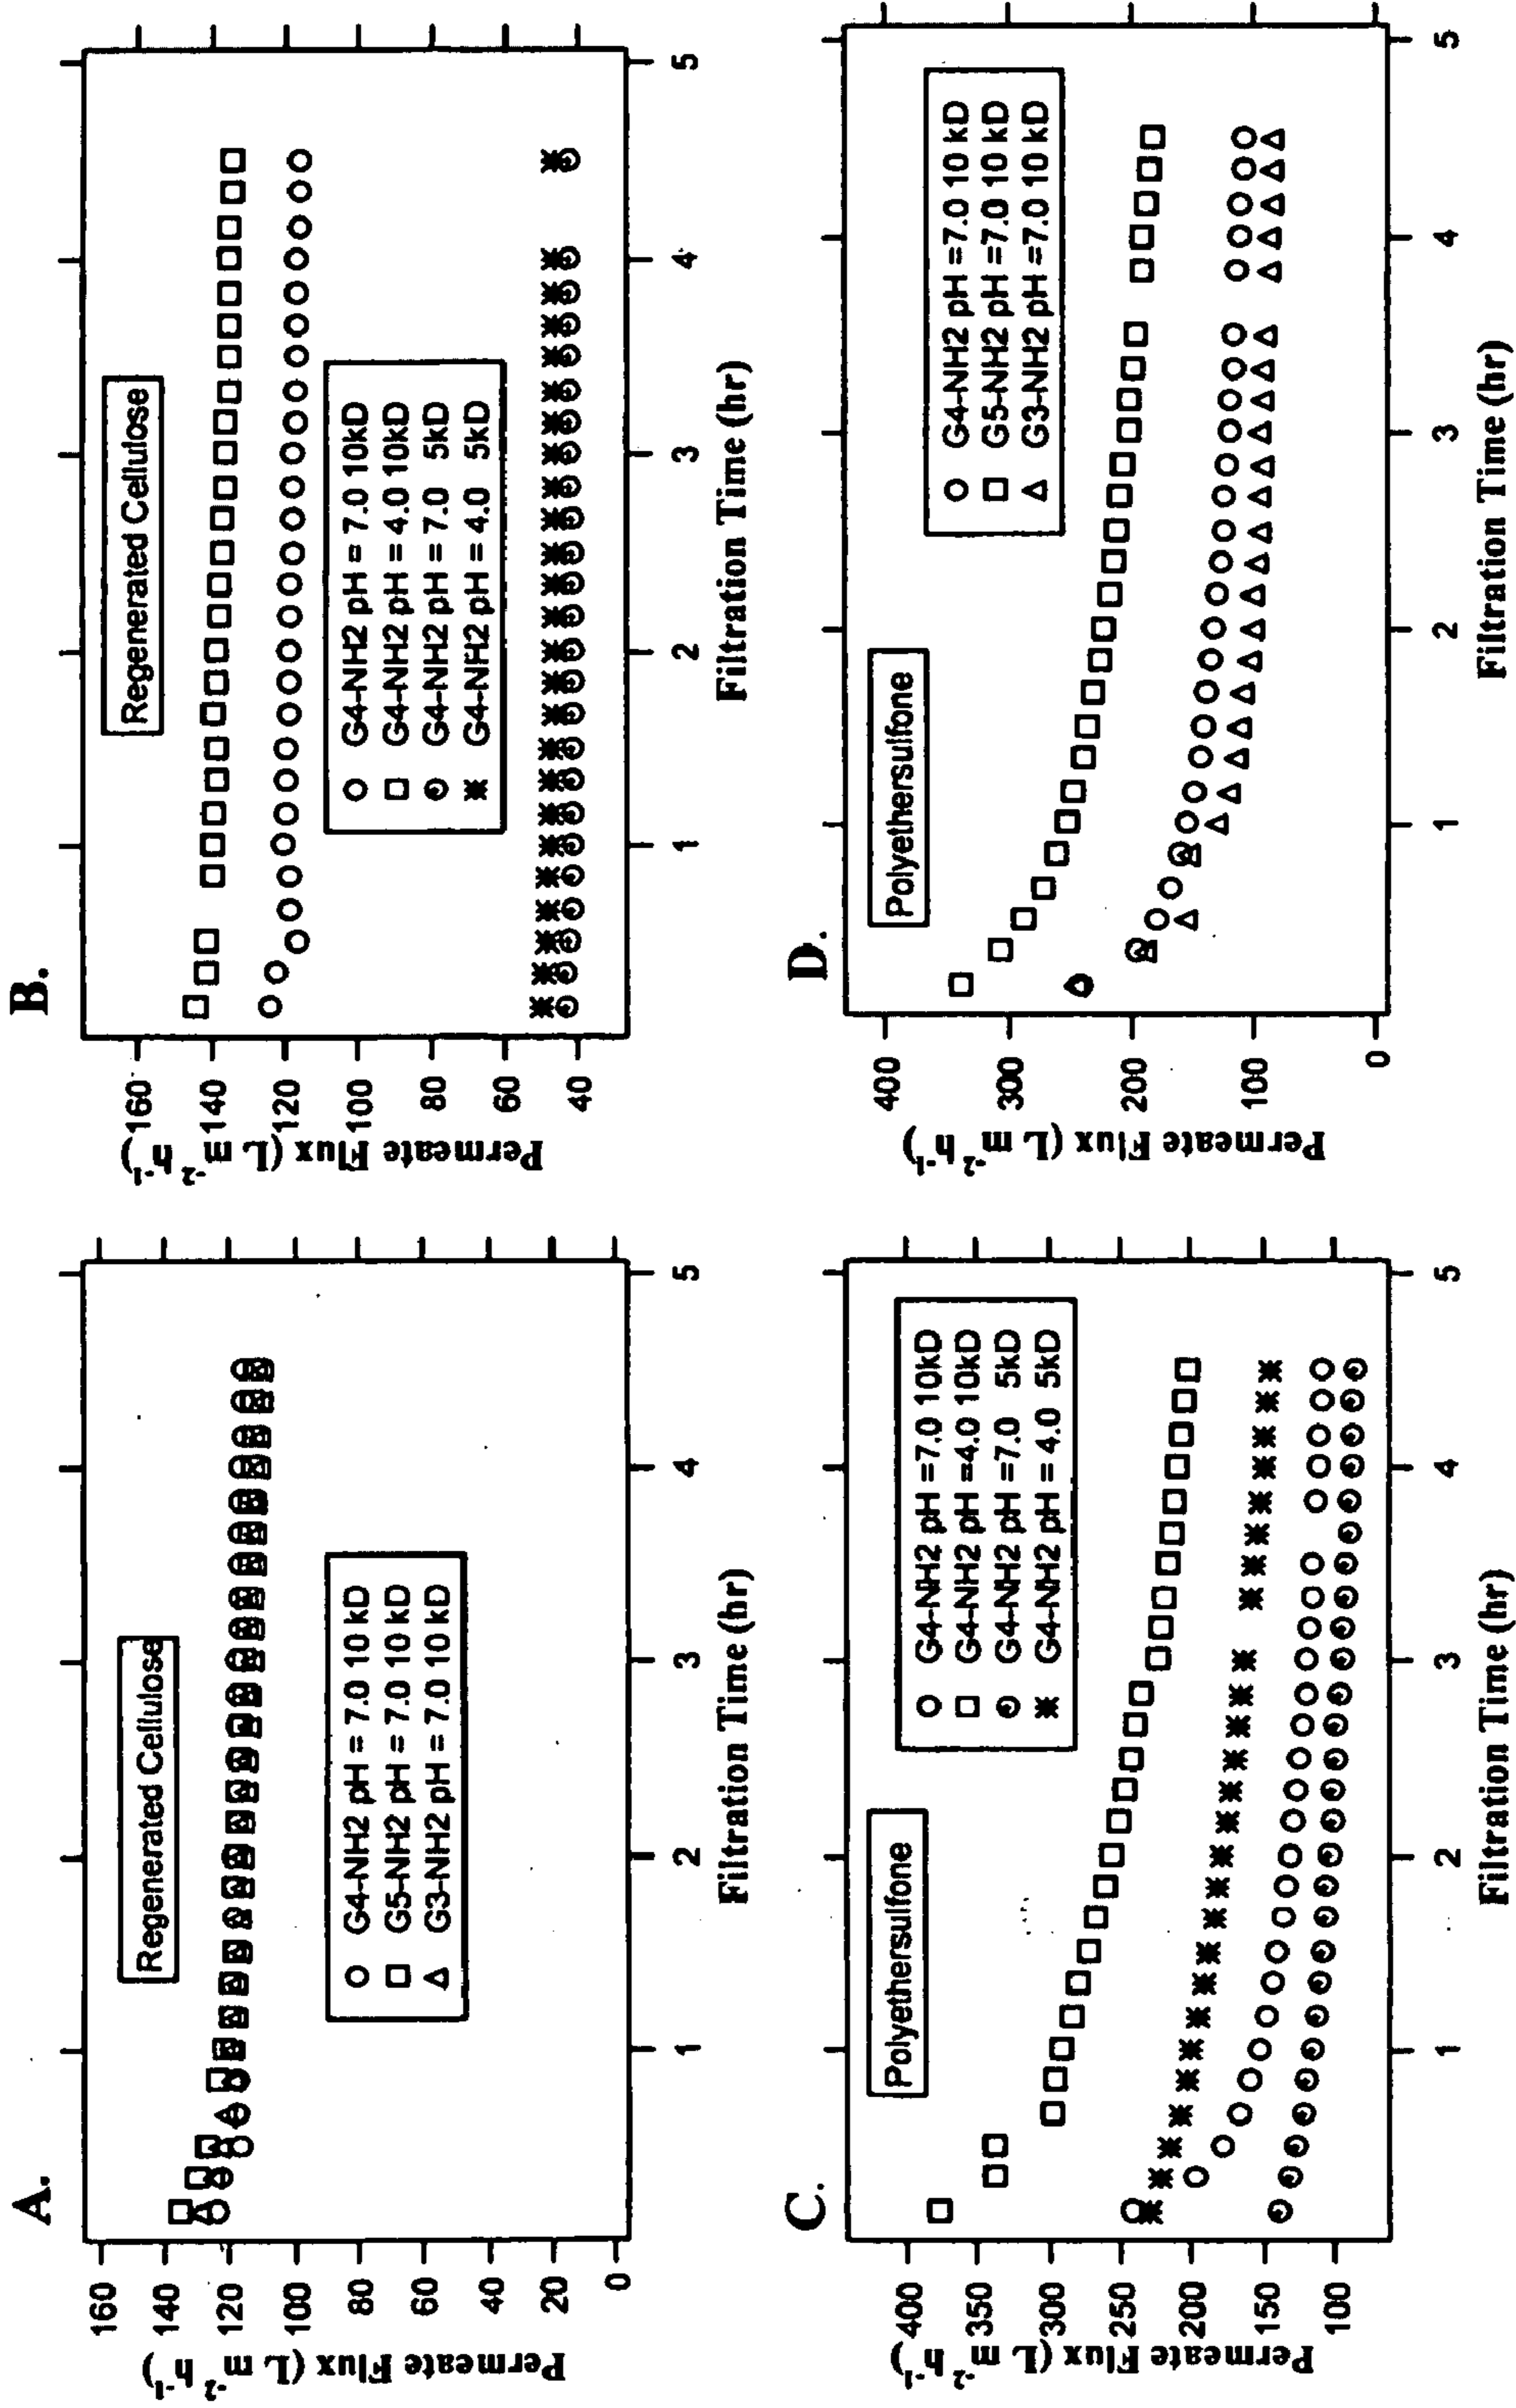 A.
Regenerated Cellulose
G4-NH2 pH = 7.0 10 kD
G5-NH2 pH = 7.0 10 kD
G3-NH2 pH = 7.0 10 kD
160
140
120
100
80
60
40
20
0
Permeate Flux (L m-2 h-1)
1
2
3
4
5
Filtration Time (hr)
B.
Regenerated Cellulose
G4-NH2 pH = 7.0 10kD
G4-NH2 pH = 4.0 10kD
G4-NH2 pH = 7.0 5kD
G4-NH2 pH = 4.0 5kD
160
140
120
100
80
60
40
Permeate Flux (L m-2 h-1)
1
2
3
4
5
Filtration Time (hr)
C.
Polyethersulfone
G4-NH2 pH =7.0 10kD
G4-NH2 pH =4.0 10kD
G4-NH2 pH =7.0 5kD
G4-NH2 pH = 4.0 5kD
400
350
300
250
200
150
100
Permeate Flux (L m-2 h-1)
1
2
3
4
5
Filtration Time (hr)
D.
Polyethersulfone
G4-NH2 pH =7.0 10 kD
G5-NH2 pH =7.0 10 kD
G3-NH2 pH =7.0 10 kD
400
300
200
100
0
Permeate Flux (L m-2 h-1)
1
2
3
4
5
Filtration Time (hr)